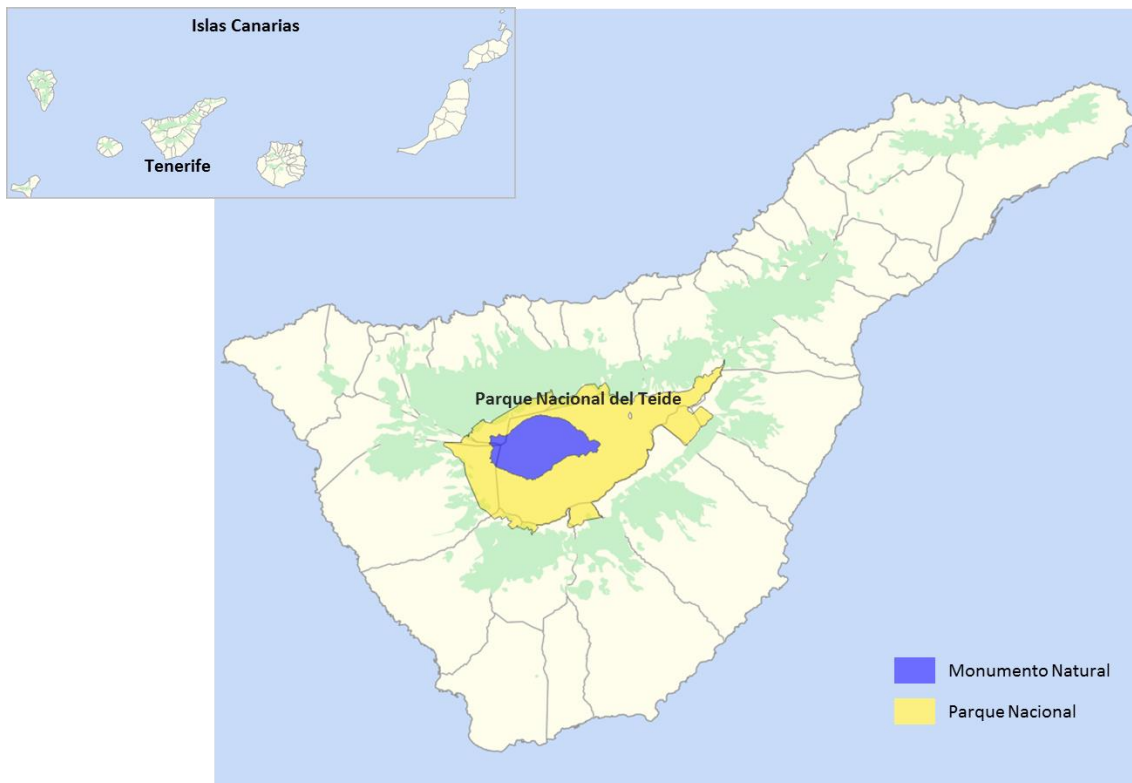 Islas Canarias
Tenerife
Parque Nacional del Teide
Monumento Natural
Parque Nacional